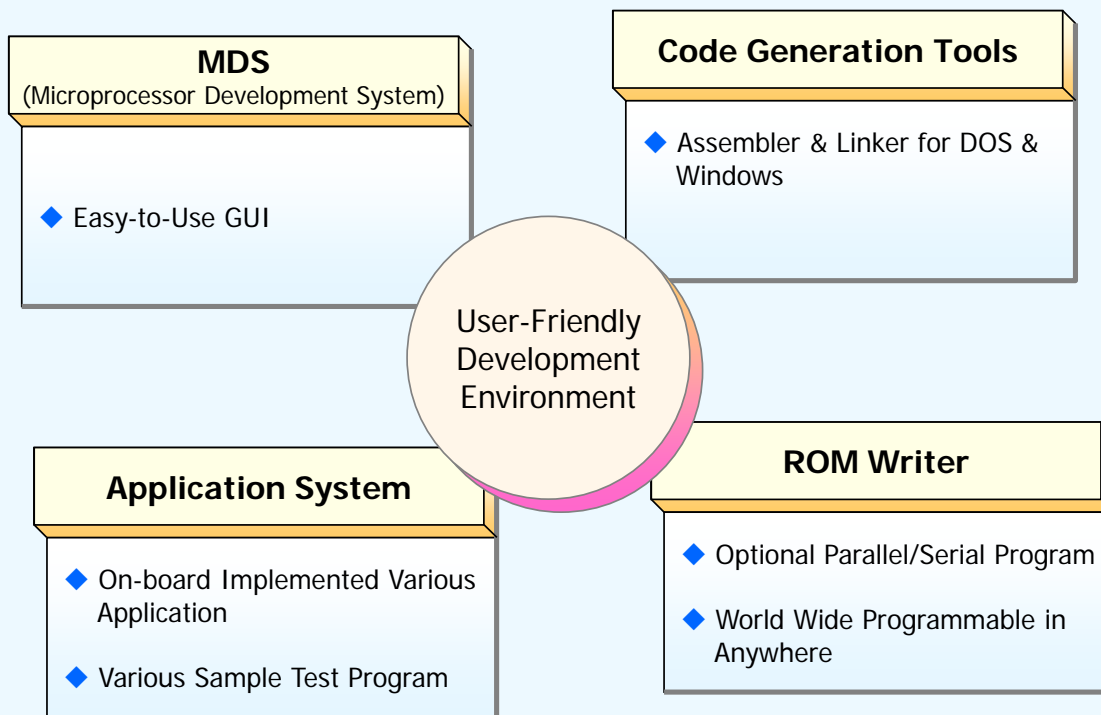 MDS
(Microprocessor Development System)
◆ Easy-to-Use GUI
Code Generation Tools
◆ Assembler & Linker for DOS &
Windows
User-Friendly
Development
Environment
Application System
◆ On-board Implemented Various
Application
◆ Various Sample Test Program
ROM Writer
◆ Optional Parallel/Serial Program
◆ World Wide Programmable in
Anywhere